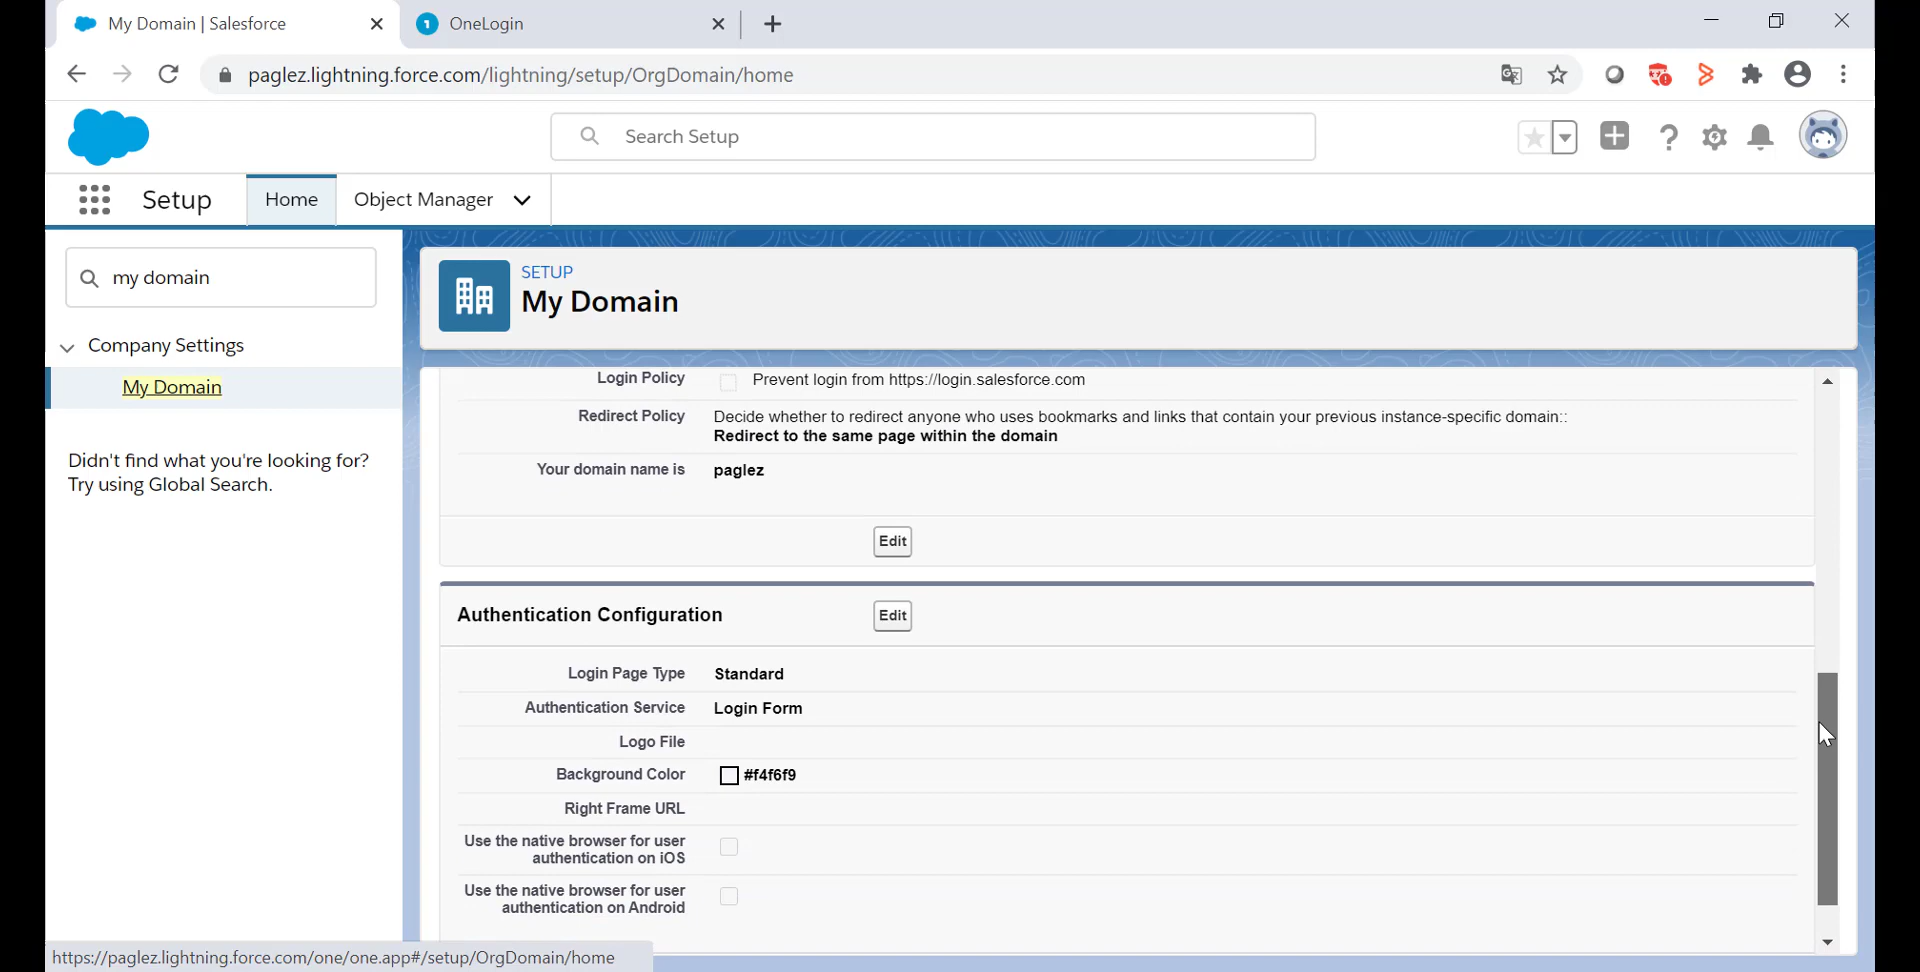 My Domain | Salesforce
1 OneLogin
paglez.lightning.force.com/lightning/setup/OrgDomain/home
Search Setup
Setup Home Object Manager
my domain
Company Settings
My Domain
Didn't find what you're looking for?
Try using Global Search.
SETUP
My Domain
Login Policy Prevent login from https://login.salesforce.com
Redirect Policy Decide whether to redirect anyone who uses bookmarks and links that contain your previous instance-specific domain::
Redirect to the same page within the domain
Your domain name is paglez
Edit
Authentication Configuration Edit
Login Page Type Standard
Authentication Service Login Form
Logo File
Background Color #f4f6f9
Right Frame URL
Use the native browser for user
authentication on iOS
Use the native browser for user
authentication on Android
https://paglez.lightning.force.com/one/one.app#/setup/OrgDomain/home